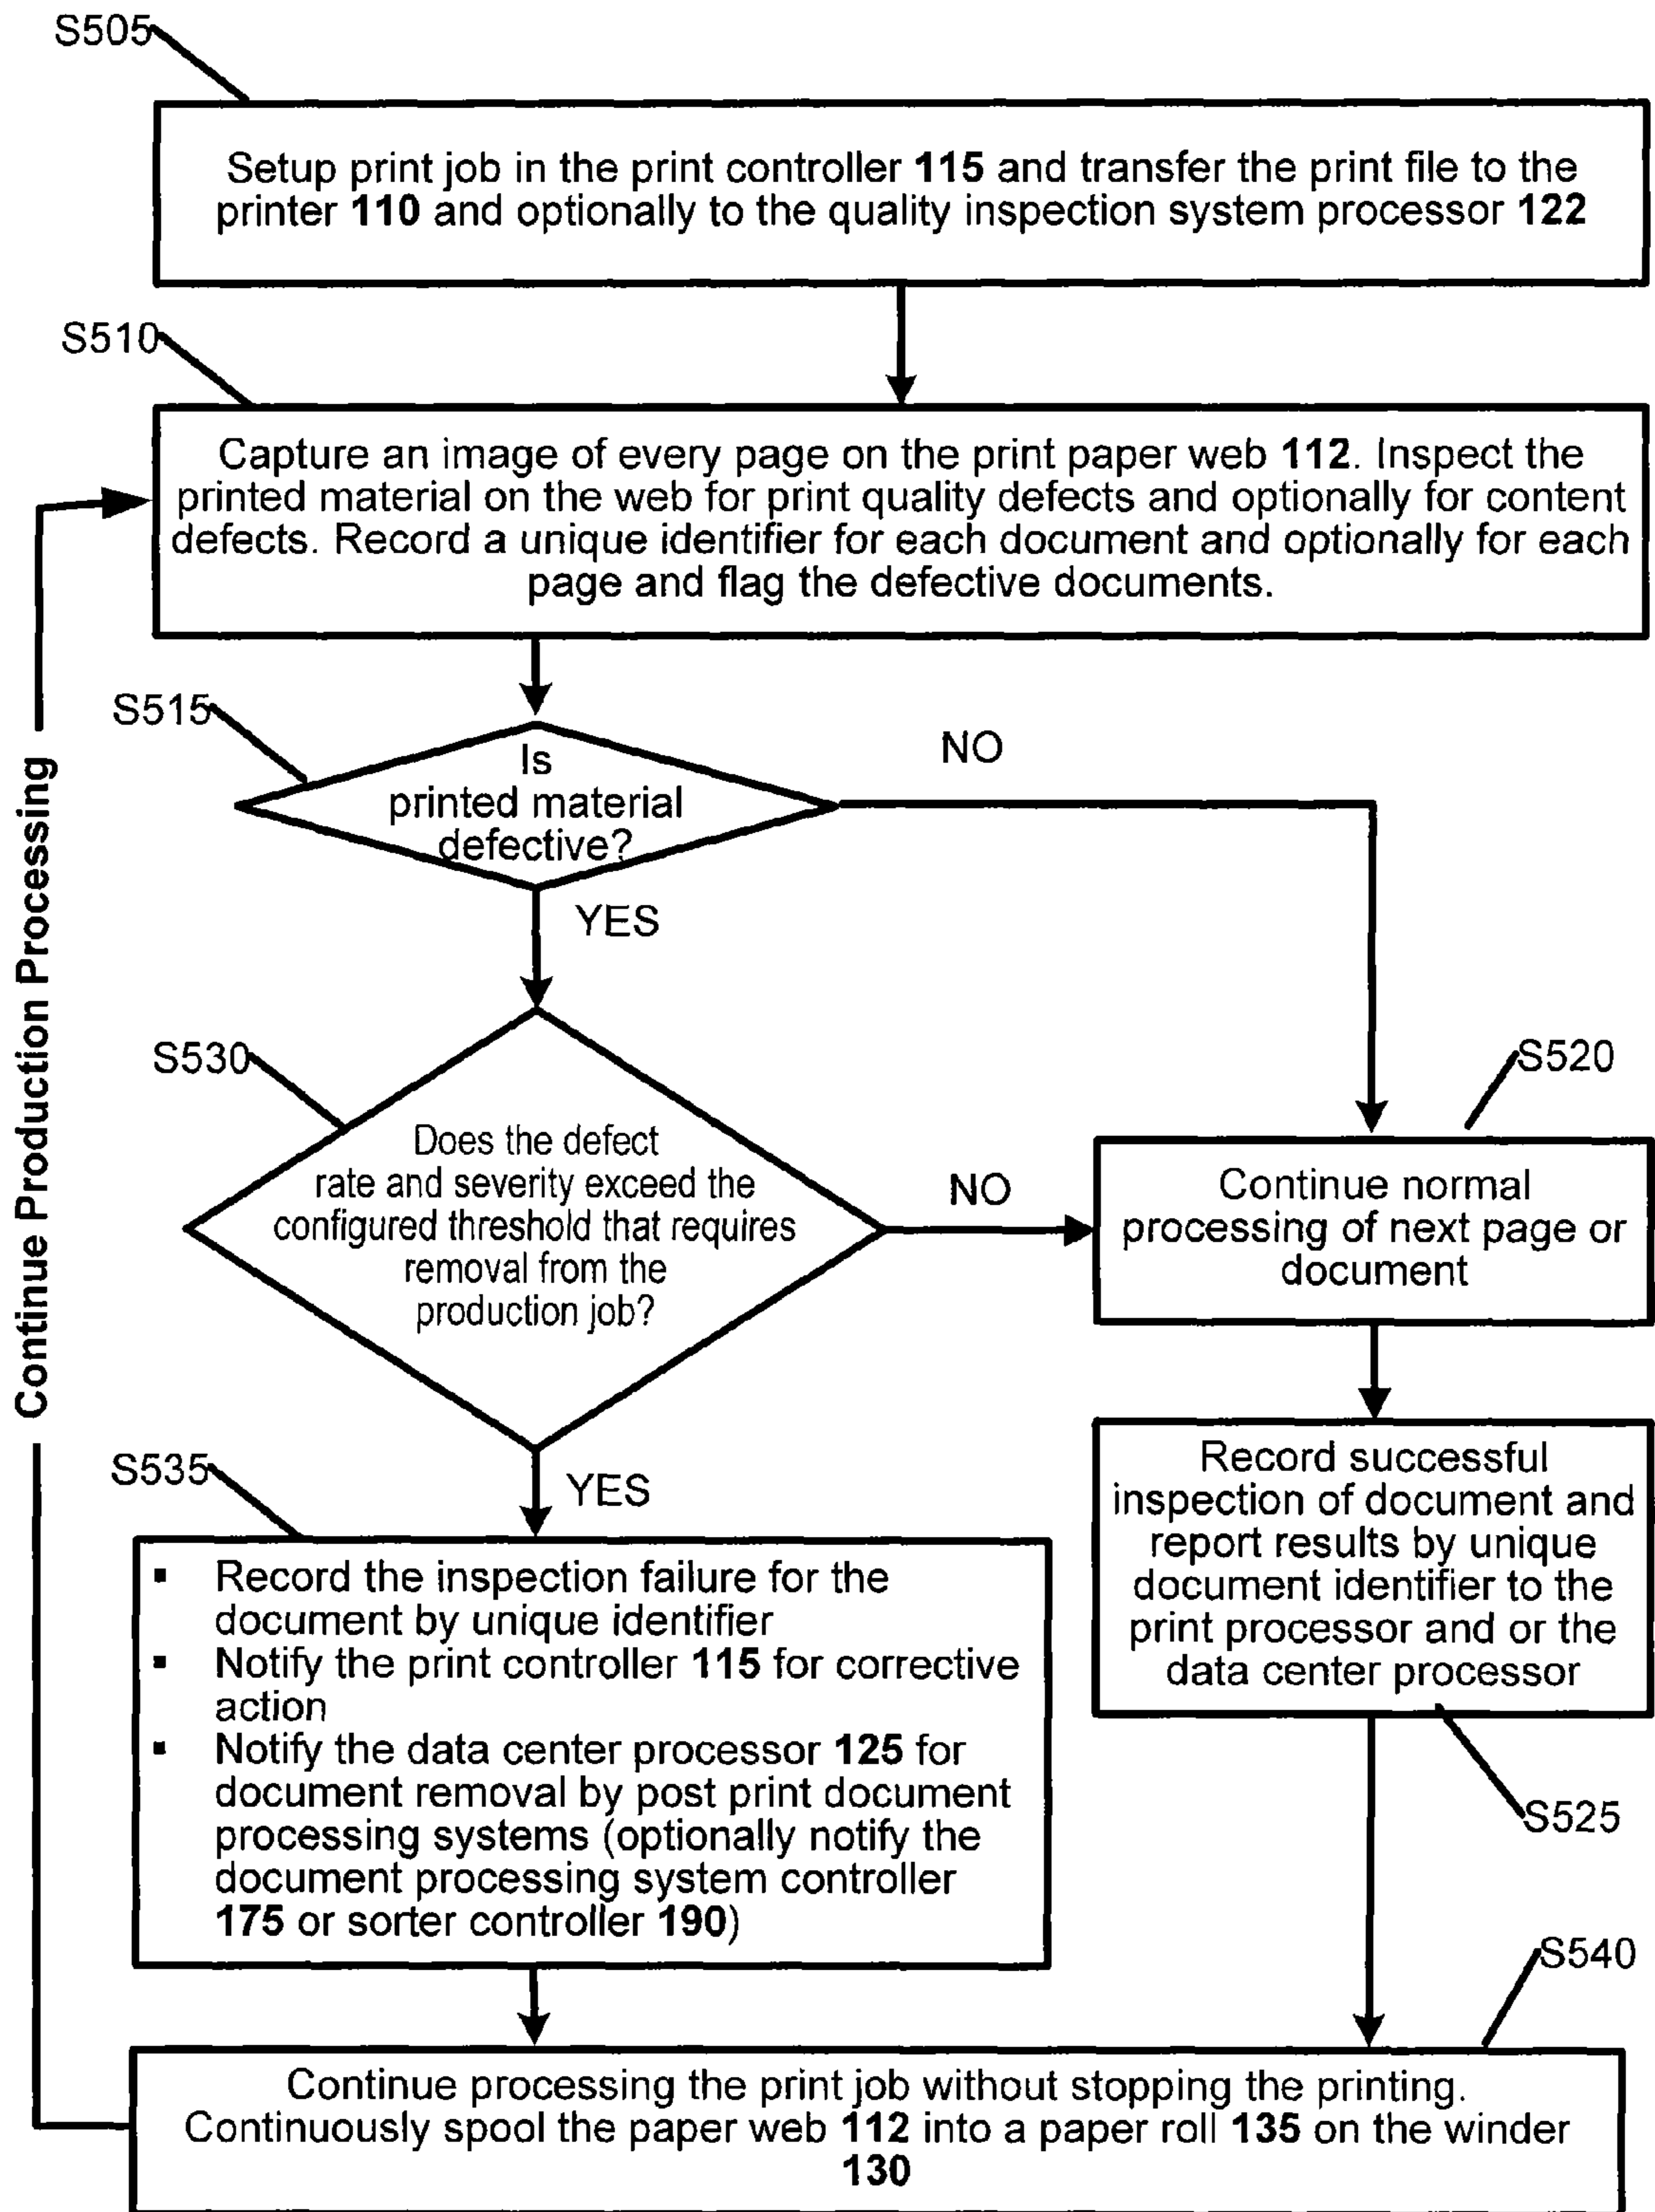 S505
Setup print job in the print controller 115 and transfer the print file to the
printer 110 and optionally to the quality inspection system processor 122
S510
Capture an image of every page on the print paper web 112. Inspect the
printed material on the web for print quality defects and optionally for content
defects. Record a unique identifier for each document and optionally for each
page and flag the defective documents.
S515
Is
printed material
defective?
NO
YES
S530
Does the defect
rate and severity exceed the
configured threshold that requires
removal from the
production job?
NO
YES
S520
Continue normal
processing of next page or
document
Record successful
inspection of document and
report results by unique
document identifier to the
print processor and or the
data center processor
S525
S535
▪ Record the inspection failure for the
document by unique identifier
▪ Notify the print controller 115 for corrective
action
▪ Notify the data center processor 125 for
document removal by post print document
processing systems (optionally notify the
document processing system controller
175 or sorter controller 190)
S540
Continue processing the print job without stopping the printing.
Continuously spool the paper web 112 into a paper roll 135 on the winder
130
Continue Production Processing